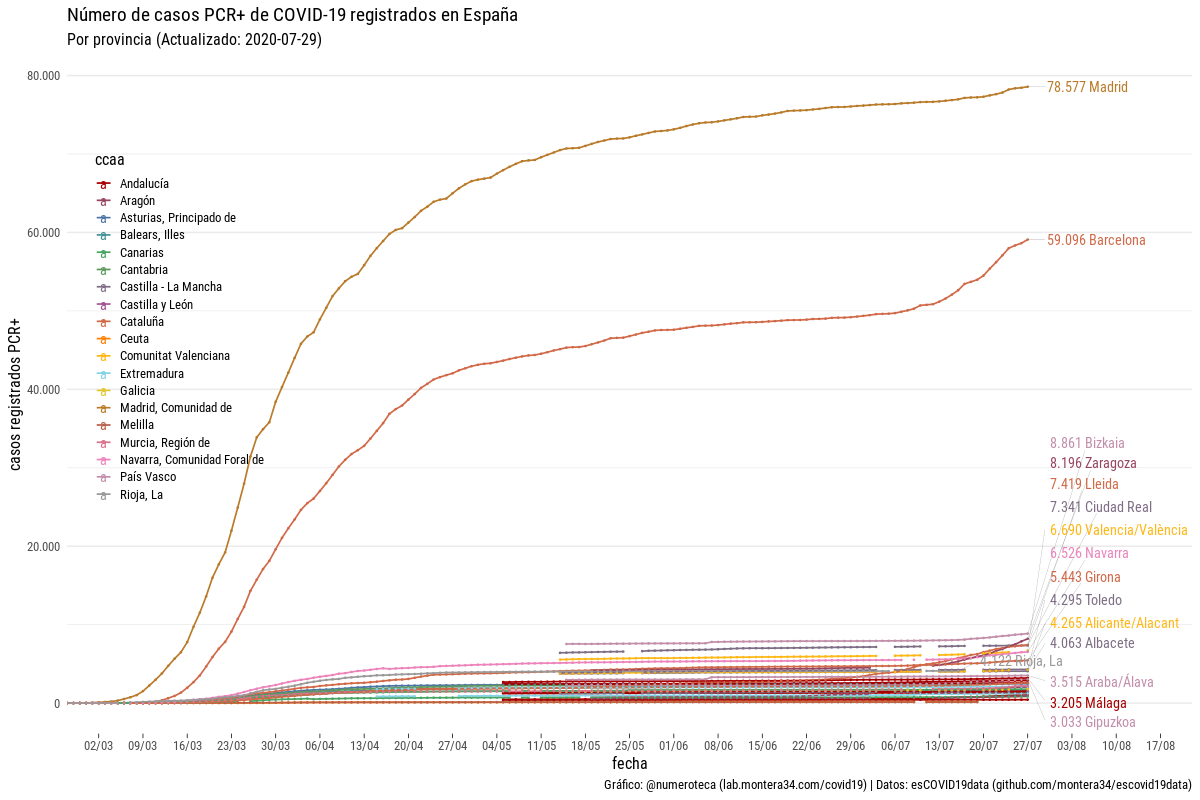 Número de casos PCR+ de COVID-19 registrados en España
Por provincia (Actualizado: 2020-07-29)
80.000
60.000
40.000
20.000
0
casos registrados PCR+
ccaa
Andalucía
Aragón
Asturias, Principado de
Balears, Illes
Canarias
Cantabria
Castilla - La Mancha
Castilla y León
Cataluña
Ceuta
Comunitat Valenciana
Extremadura
Galicia
Madrid, Comunidad de
Melilla
Murcia, Región de
Navarra, Comunidad Foral de
País Vasco
Rioja, La
78.577 Madrid
59.096 Barcelona
8.861 Bizkaia
8.196 Zaragoza
7.419 Lleida
7.341 Ciudad Real
6.690 Valencia/València
6.526 Navarra
5.443 Girona
4.295 Toledo
4.265 Alicante/Alacant
4.063 Albacete
4.122 Rioja, La
3.515 Araba/Álava
3.205 Málaga
3.033 Gipuzkoa
02/03 09/03 16/03 23/03 30/03 06/04 13/04 20/04 27/04 04/05 11/05 18/05 25/05 01/06 08/06 15/06 22/06 29/06 06/07 13/07 20/07 27/07 03/08 10/08 17/08
fecha
Gráfico: @numeroteca (lab.montera34.com/covid19) | Datos: esCOVID19data (github.com/montera34/escovid19data)